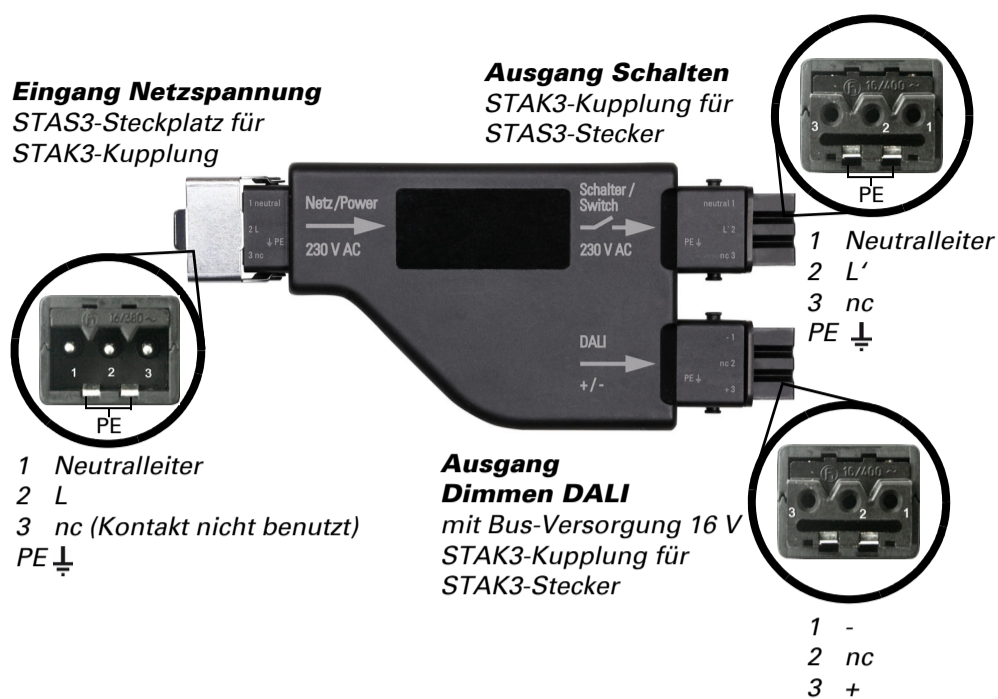 Eingang Netzspannung
STAS3-Steckplatz für
STAK3-Kupplung
Ausgang Schalten
STAK3-Kupplung für
STAS3-Stecker
16/400 ~
3 2 1
PE
1 Neutralleiter
2 L‘
3 nc
PE
1 neutral
2 L
PE
3 nc
Netz/Power
230 V AC
Schalter /
Switch
230 V AC
neutral 1
L' 2
PE
nc 3
DALI
+/-
- 1
nc 2
PE
+ 3
16/380~
1 2 3
PE
1 Neutralleiter
2 L
3 nc (Kontakt nicht benutzt)
PE
Ausgang
Dimmen DALI
mit Bus-Versorgung 16 V
STAK3-Kupplung für
STAK3-Stecker
16/400 ~
3 2 1
1 -
2 nc
3 +